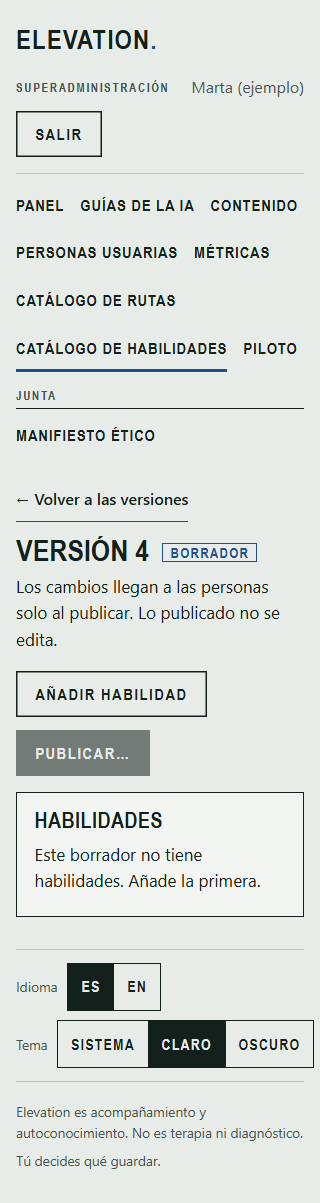 ELEVATION.
SUPERADMINISTRACIÓN Marta (ejemplo)
SALIR
PANEL GUÍAS DE LA IA CONTENIDO
PERSONAS USUARIAS MÉTRICAS
CATÁLOGO DE RUTAS
CATÁLOGO DE HABILIDADES PILOTO
JUNTA
MANIFIESTO ÉTICO
← Volver a las versiones
VERSIÓN 4 BORRADOR
Los cambios llegan a las personas
solo al publicar. Lo publicado no se
edita.
AÑADIR HABILIDAD
PUBLICAR...
HABILIDADES
Este borrador no tiene
habilidades. Añade la primera.
Idioma ES EN
Tema SISTEMA CLARO OSCURO
Elevation es acompañamiento y
autoconocimiento. No es terapia ni diagnóstico.
Tú decides qué guardar.